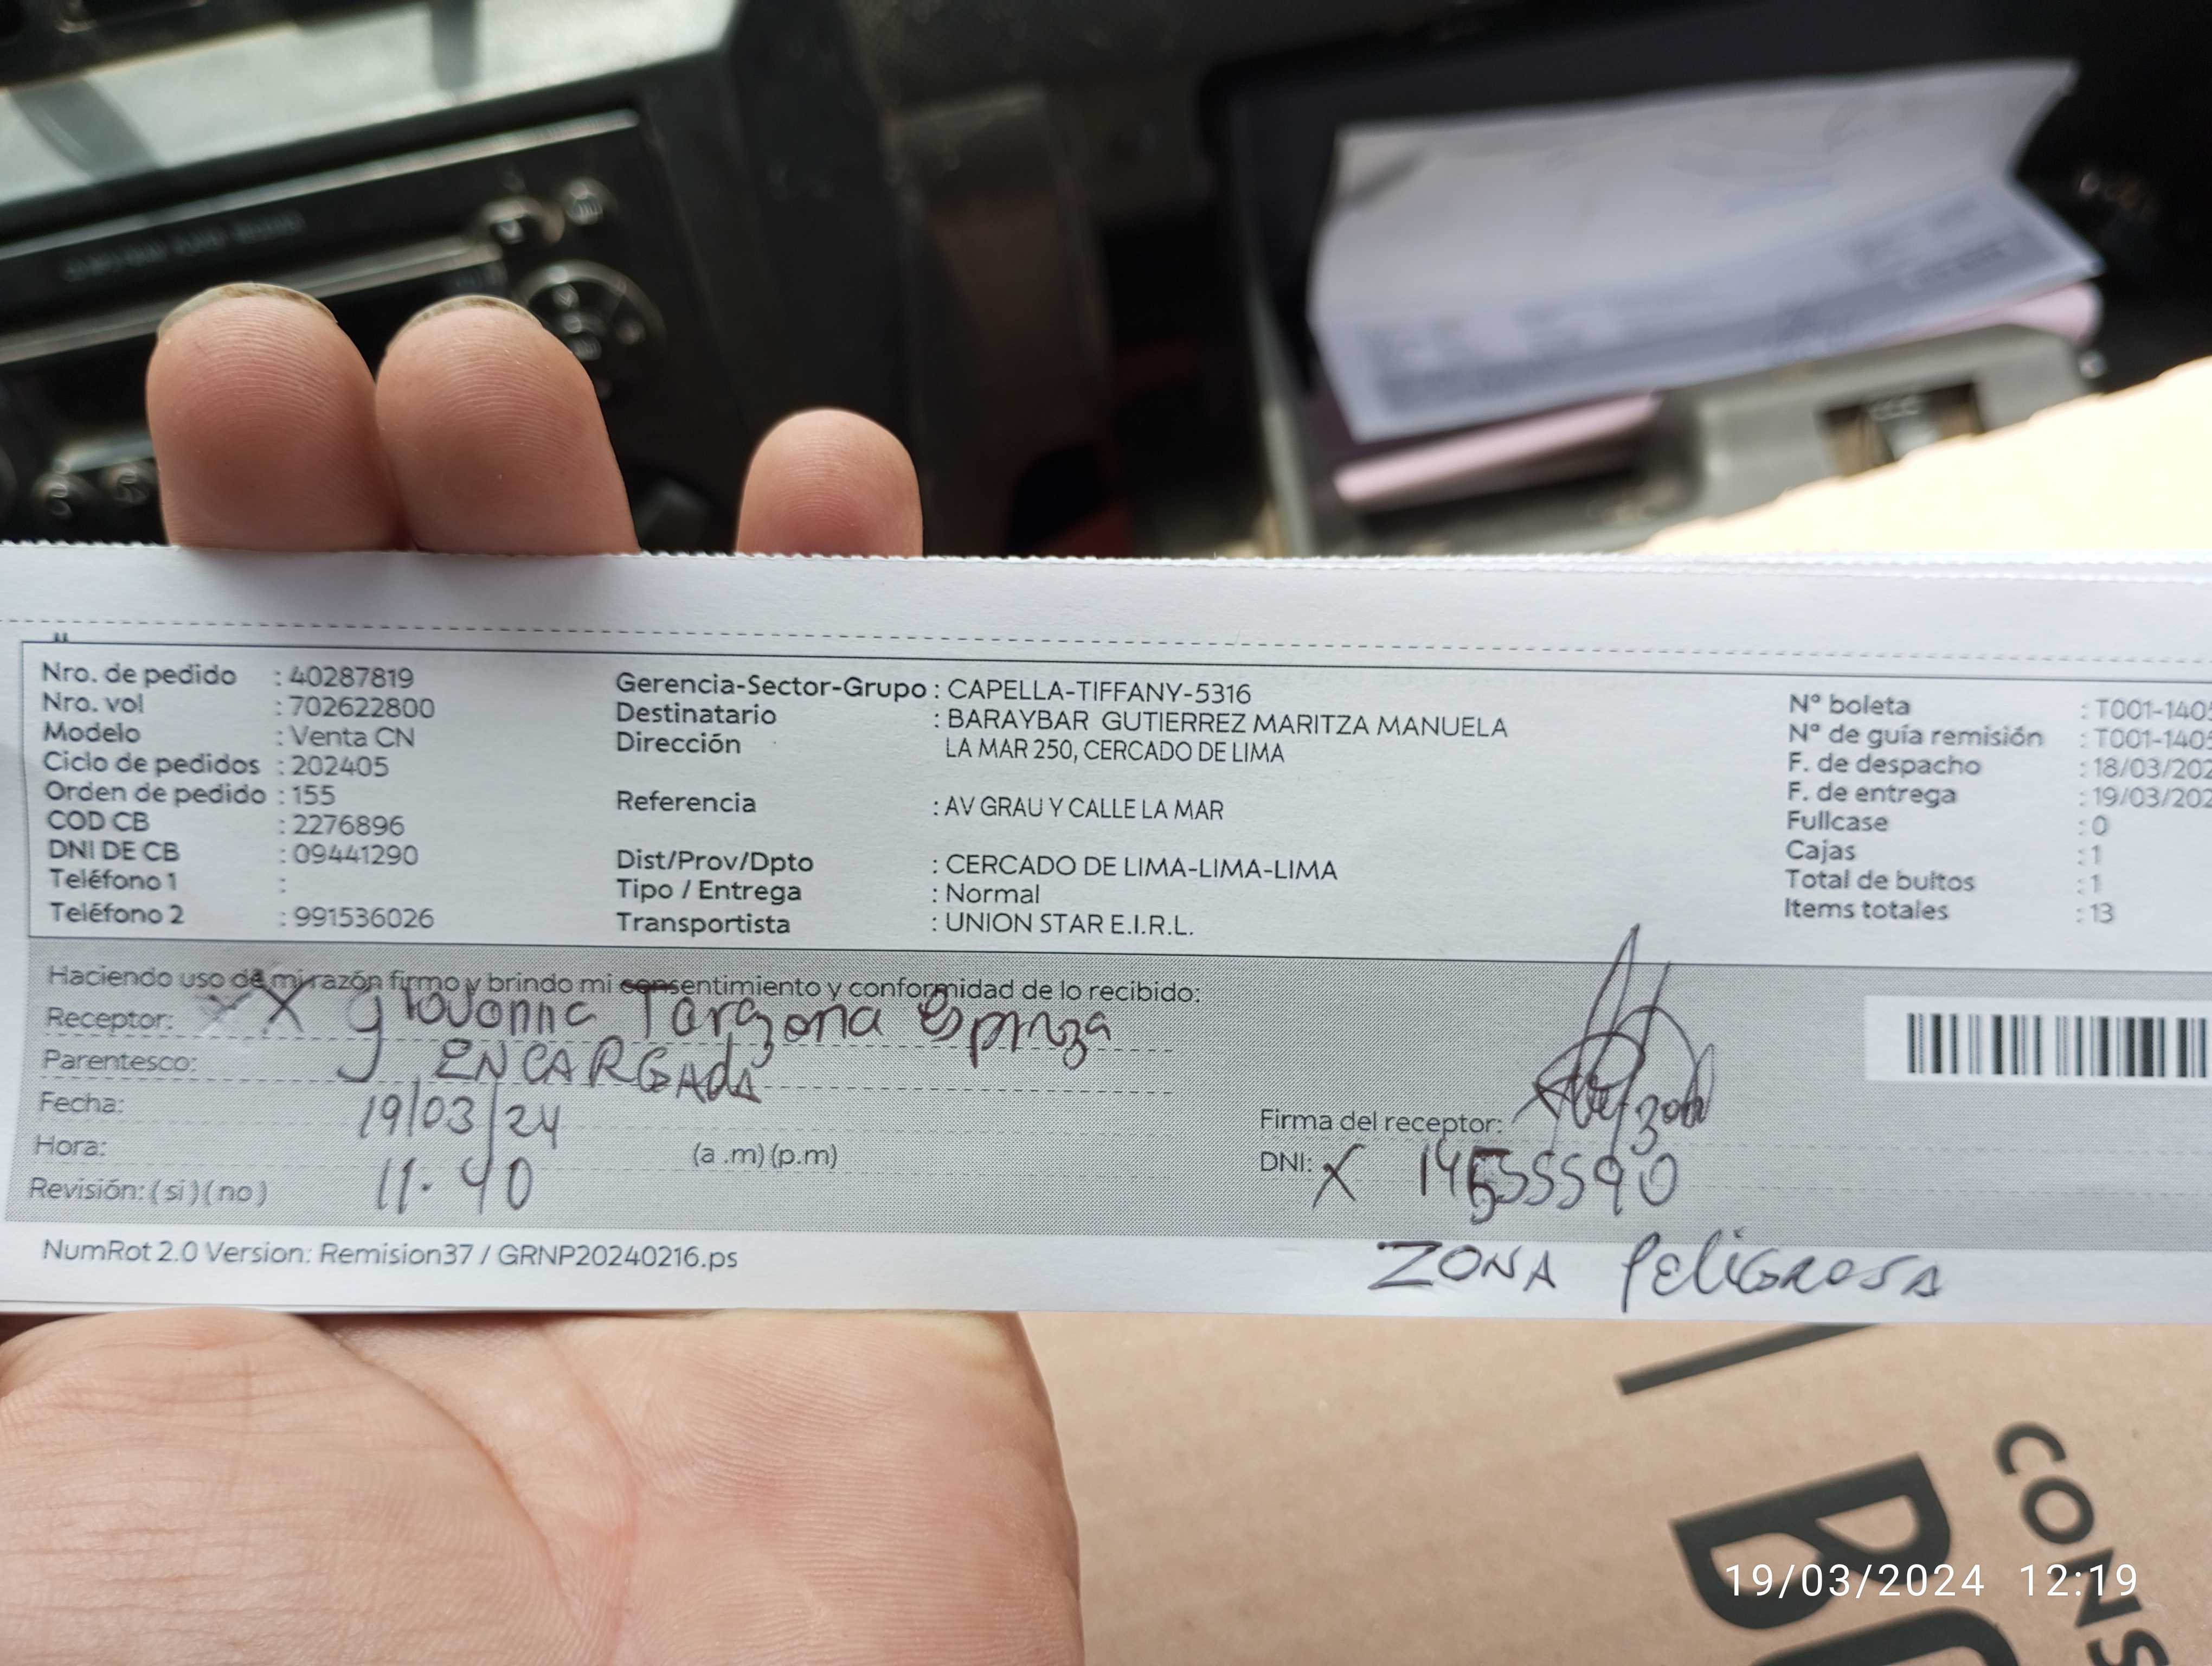 Nro. de pedido : 40287819
Nro. vol : 702622800
Modelo : Venta CN
Ciclo de pedidos : 202405
Orden de pedido : 155
COD CB : 2276896
DNI DE CB : 09441290
Teléfono 1 :
Teléfono 2 : 991536026
Gerencia-Sector-Grupo : CAPELLA-TIFFANY-5316
Destinatario : BARAYBAR GUTIERREZ MARITZA MANUELA
Dirección LA MAR 250, CERCADO DE LIMA
Referencia : AV GRAU Y CALLE LA MAR
Dist/Prov/Dpto : CERCADO DE LIMA-LIMA-LIMA
Tipo / Entrega : Normal
Transportista : UNION STAR E.I.R.L.
Nº boleta : T001-140
Nº de guía remisión : T001-140
F. de despacho : 18/03/202
F. de entrega : 19/03/202
Fullcase : 0
Cajas : 1
Total de bultos : 1
Items totales : 13
Haciendo uso de mi razón firmo y brindo mi consentimiento y conformidad de lo recibido:
Receptor: X giovanna Tarazona
Parentesco: ENCARGAdA
Fecha: 19/03/24
Hora: 11.40 (a .m) (p.m)
Revisión: ( si ) ( no )
Firma del receptor:
DNI: X
ZONA PELIGROSA
NumRot 2.0 Version: Remision37 / GRNP20240216.ps
CONS
19/03/2024 12:19